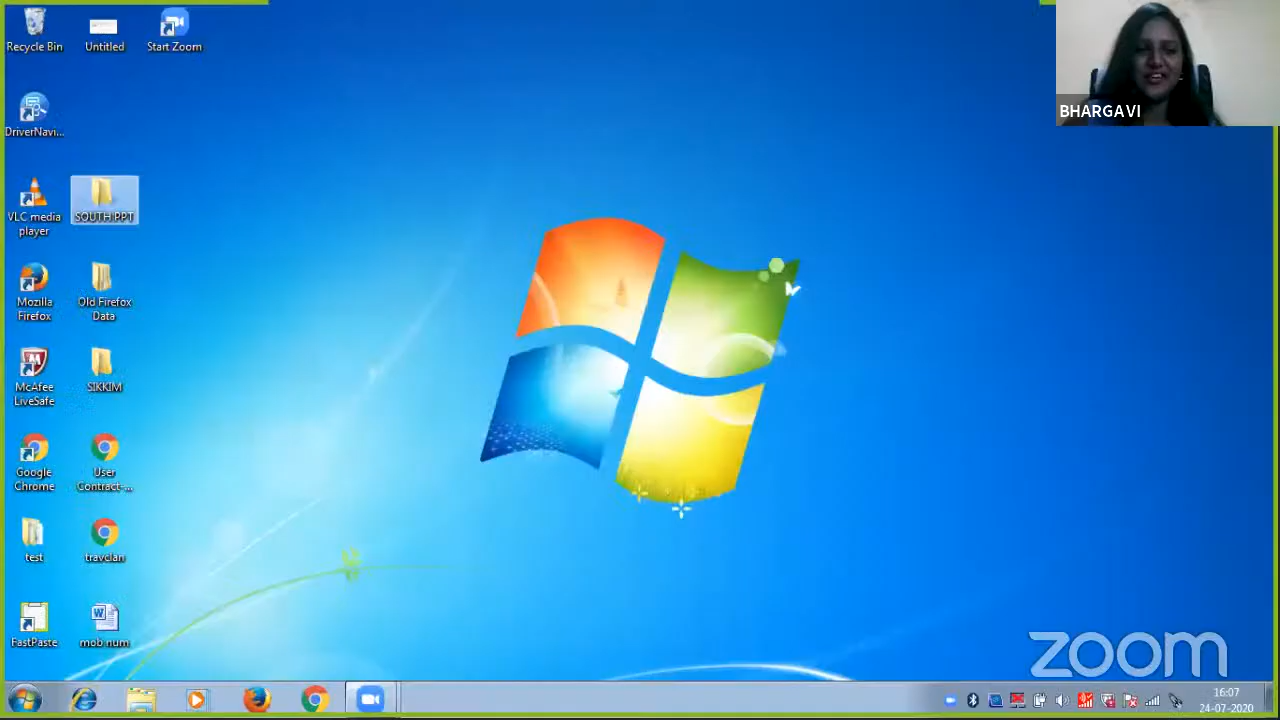 Recycle Bin
Untitled
Start Zoom
BHARGAVI
DriverNavi...
VLC media
player
SOUTH PPT
Mozilla
Firefox
Old Firefox
Data
McAfee
LiveSafe
SIKKIM
Google
Chrome
User
Contract-...
test
travclan
FastPaste
mob num
zoom
16:07
24-07-2020